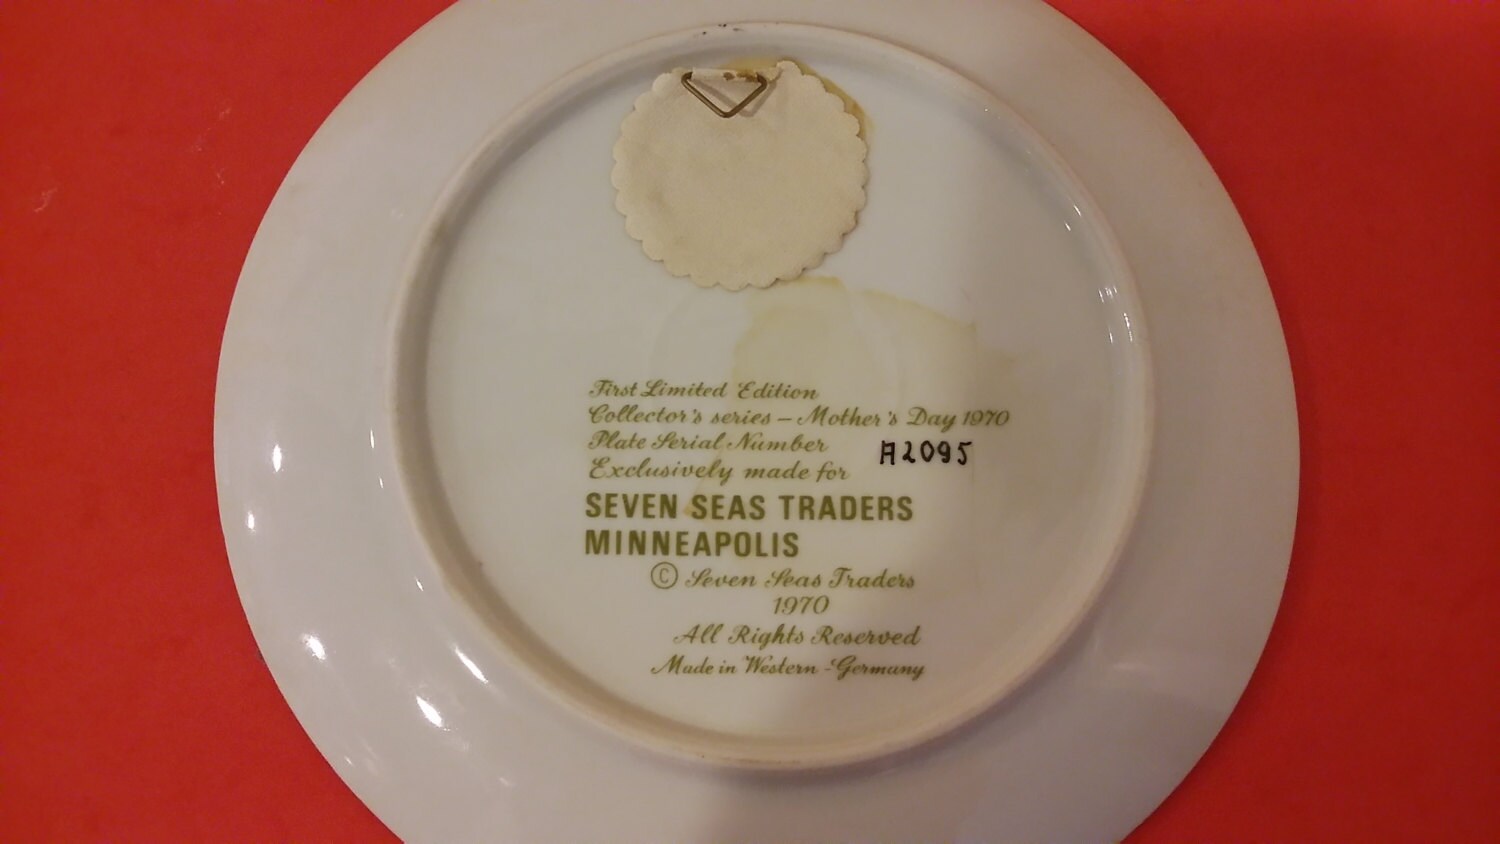 First Limited Edition
Collector's series – Mother's Day 1970
Plate Serial Number A2095
Exclusively made for
SEVEN SEAS TRADERS
MINNEAPOLIS
© Seven Seas Traders
1970
All Rights Reserved
Made in Western - Germany